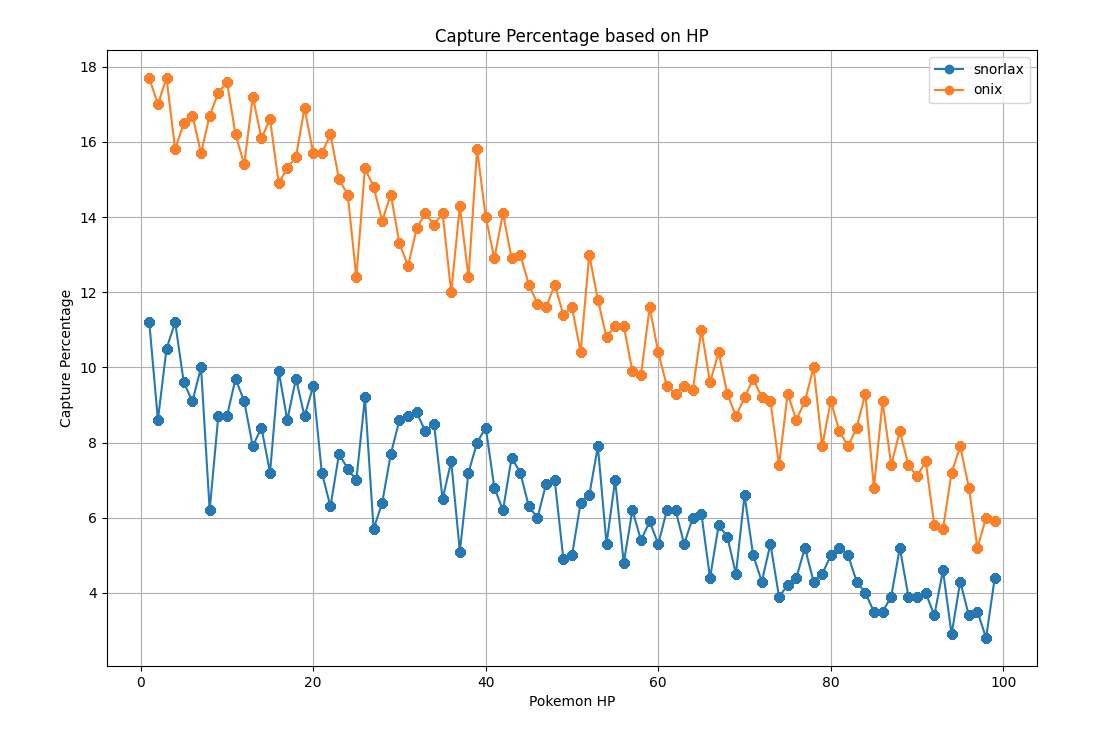 Capture Percentage based on HP
snorlax
onix
18
16
14
12
10
8
6
4
Capture Percentage
0 20 40 60 80 100
Pokemon HP